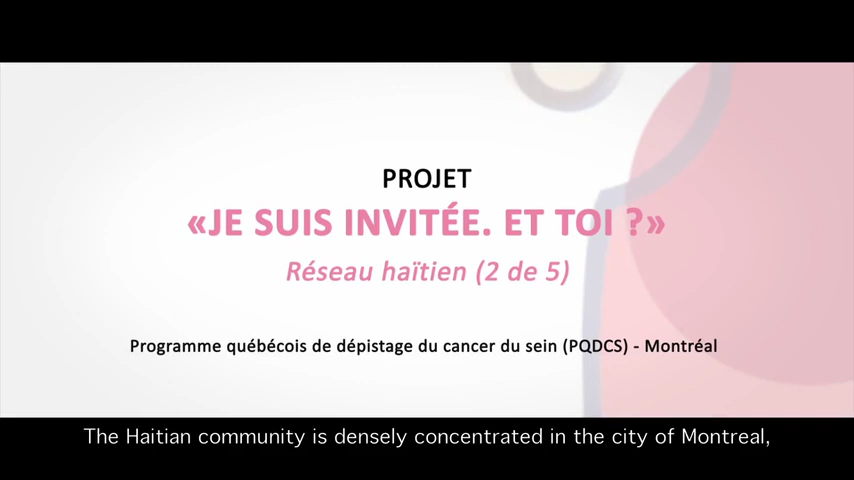 PROJET
«JE SUIS INVITÉE. ET TOI ?»
Réseau haïtien (2 de 5)
Programme québécois de dépistage du cancer du sein (PQDCS) - Montréal
The Haitian community is densely concentrated in the city of Montreal,